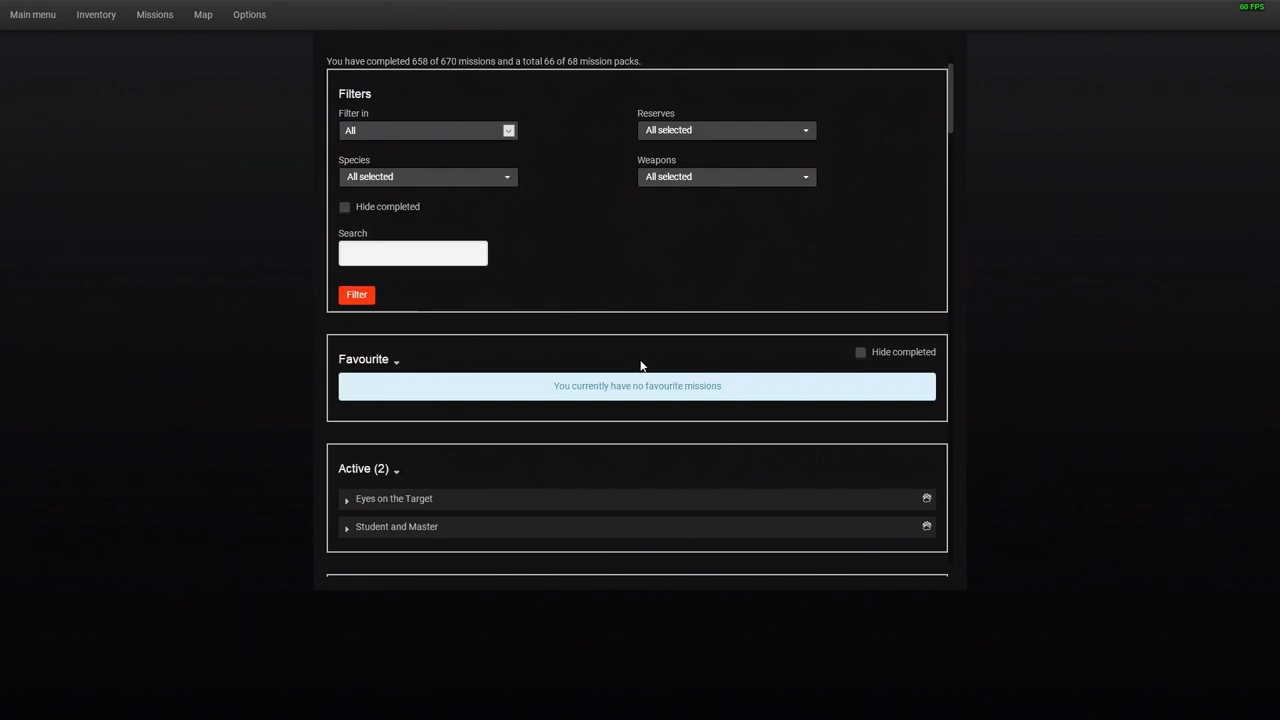 Main menu Inventory Missions Map Options
60 FPS
You have completed 658 of 670 missions and a total 66 of 68 mission packs.
Filters
Filter in
All
Reserves
All selected
Species
All selected
Weapons
All selected
Hide completed
Search
Filter
Favourite
Hide completed
You currently have no favourite missions
Active (2)
Eyes on the Target
Student and Master